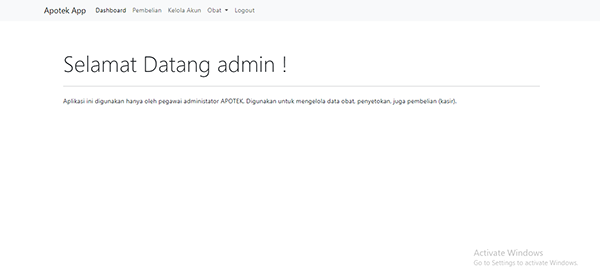 Apotek App Dashboard Pembelian Kelola Akun Obat Logout
Selamat Datang admin !
Aplikasi ini digunakan hanya oleh pegawai administator APOTEK. Digunakan untuk mengelola data obat, penyetokan, juga pembelian (kasir).
Activate Windows
Go to Settings to activate Windows.